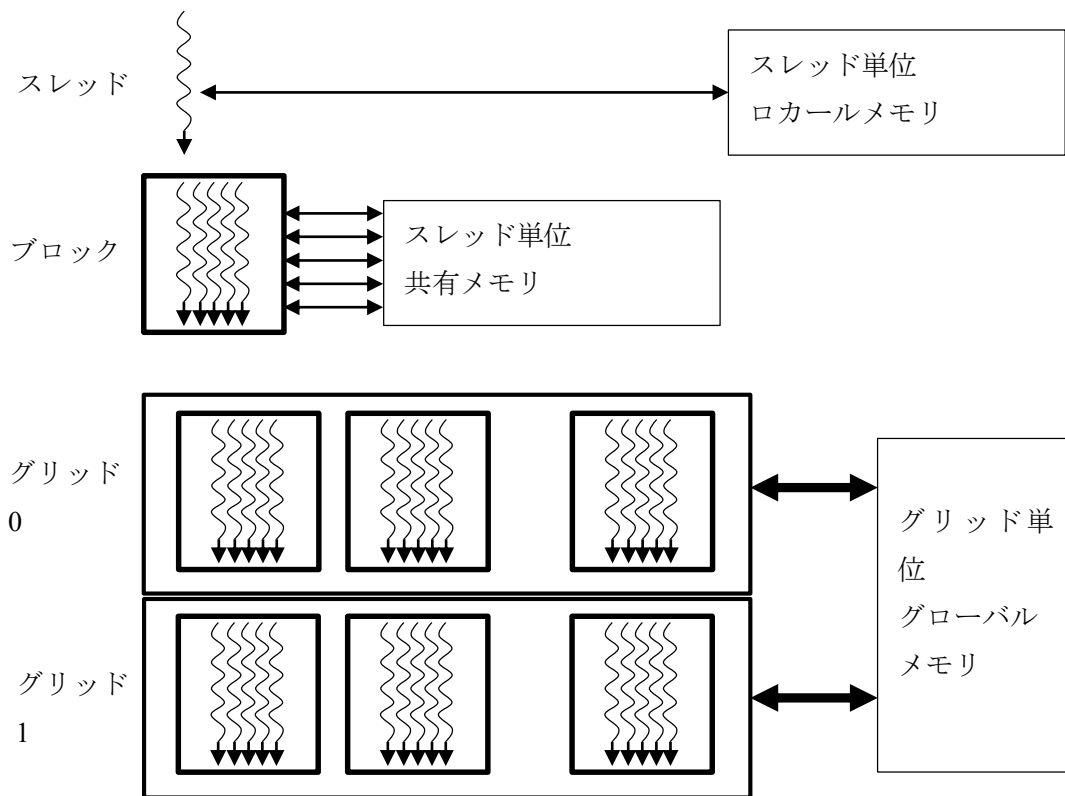 スレッド
スレッド単位
ロカールメモリ
ブロック
スレッド単位
共有メモリ
グリッド
0
グリッド単
位
グローバル
メモリ
グリッド
1